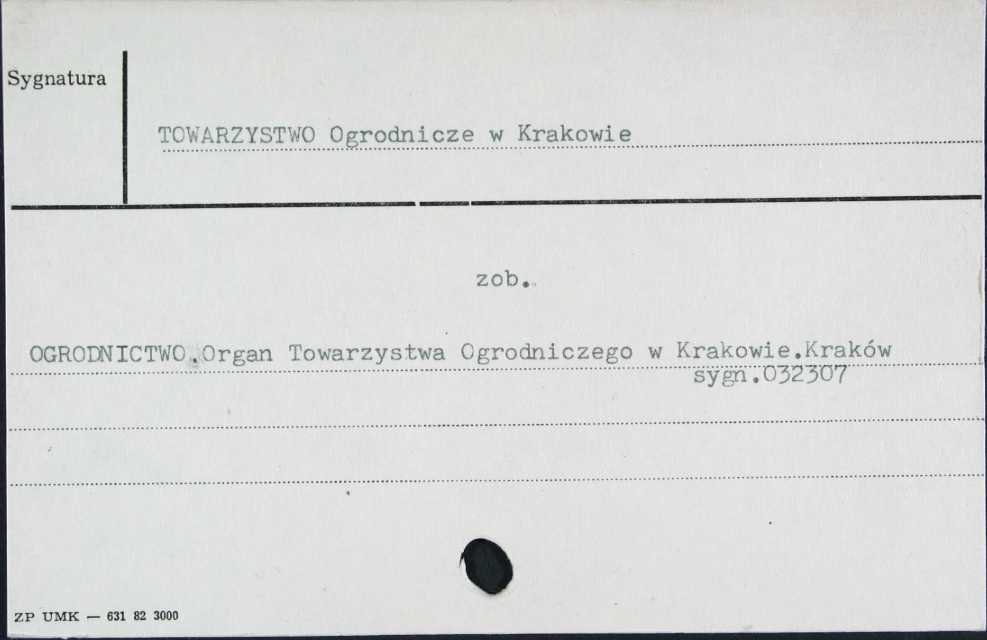 Sygnatura
TOWARZYSTWO Ogrodnicze w Krakowie
zob.
OGRODNICTWO.Organ Towarzystwa Ogrodniczego w Krakowie.Kraków
sygn.032307
ZP UMK — 631 82 3000